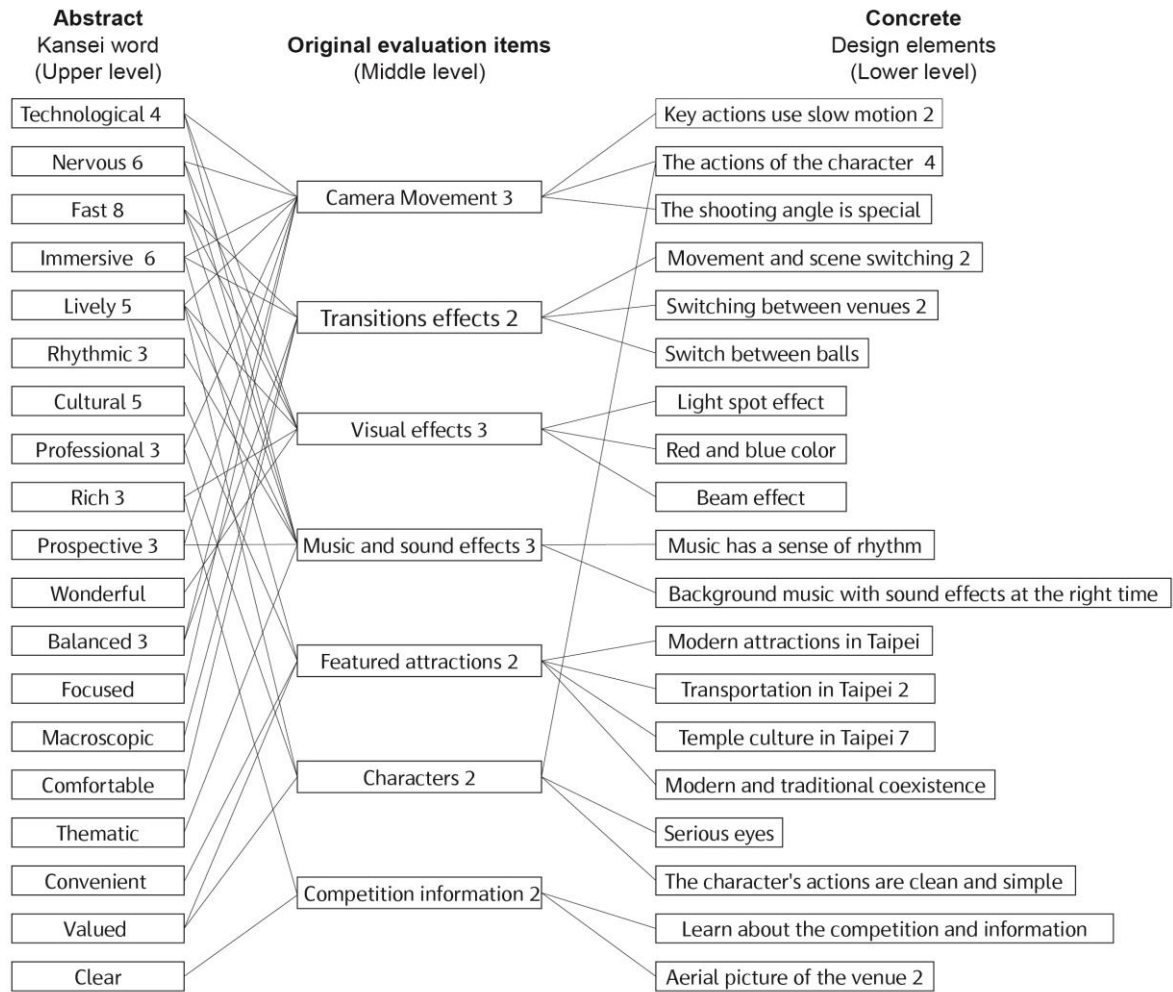 Abstract
Kansei word
(Upper level)
Original evaluation items
(Middle level)
Concrete
Design elements
(Lower level)
Technological 4
Nervous 6
Fast 8
Immersive 6
Lively 5
Rhythmic 3
Cultural 5
Professional 3
Rich 3
Prospective 3
Wonderful
Balanced 3
Focused
Macroscopic
Comfortable
Thematic
Convenient
Valued
Clear
Camera Movement 3
Transitions effects 2
Visual effects 3
Music and sound effects 3
Featured attractions 2
Characters 2
Competition information 2
Key actions use slow motion 2
The actions of the character 4
The shooting angle is special
Movement and scene switching 2
Switching between venues 2
Switch between balls
Light spot effect
Red and blue color
Beam effect
Music has a sense of rhythm
Background music with sound effects at the right time
Modern attractions in Taipei
Transportation in Taipei 2
Temple culture in Taipei 7
Modern and traditional coexistence
Serious eyes
The character's actions are clean and simple
Learn about the competition and information
Aerial picture of the venue 2